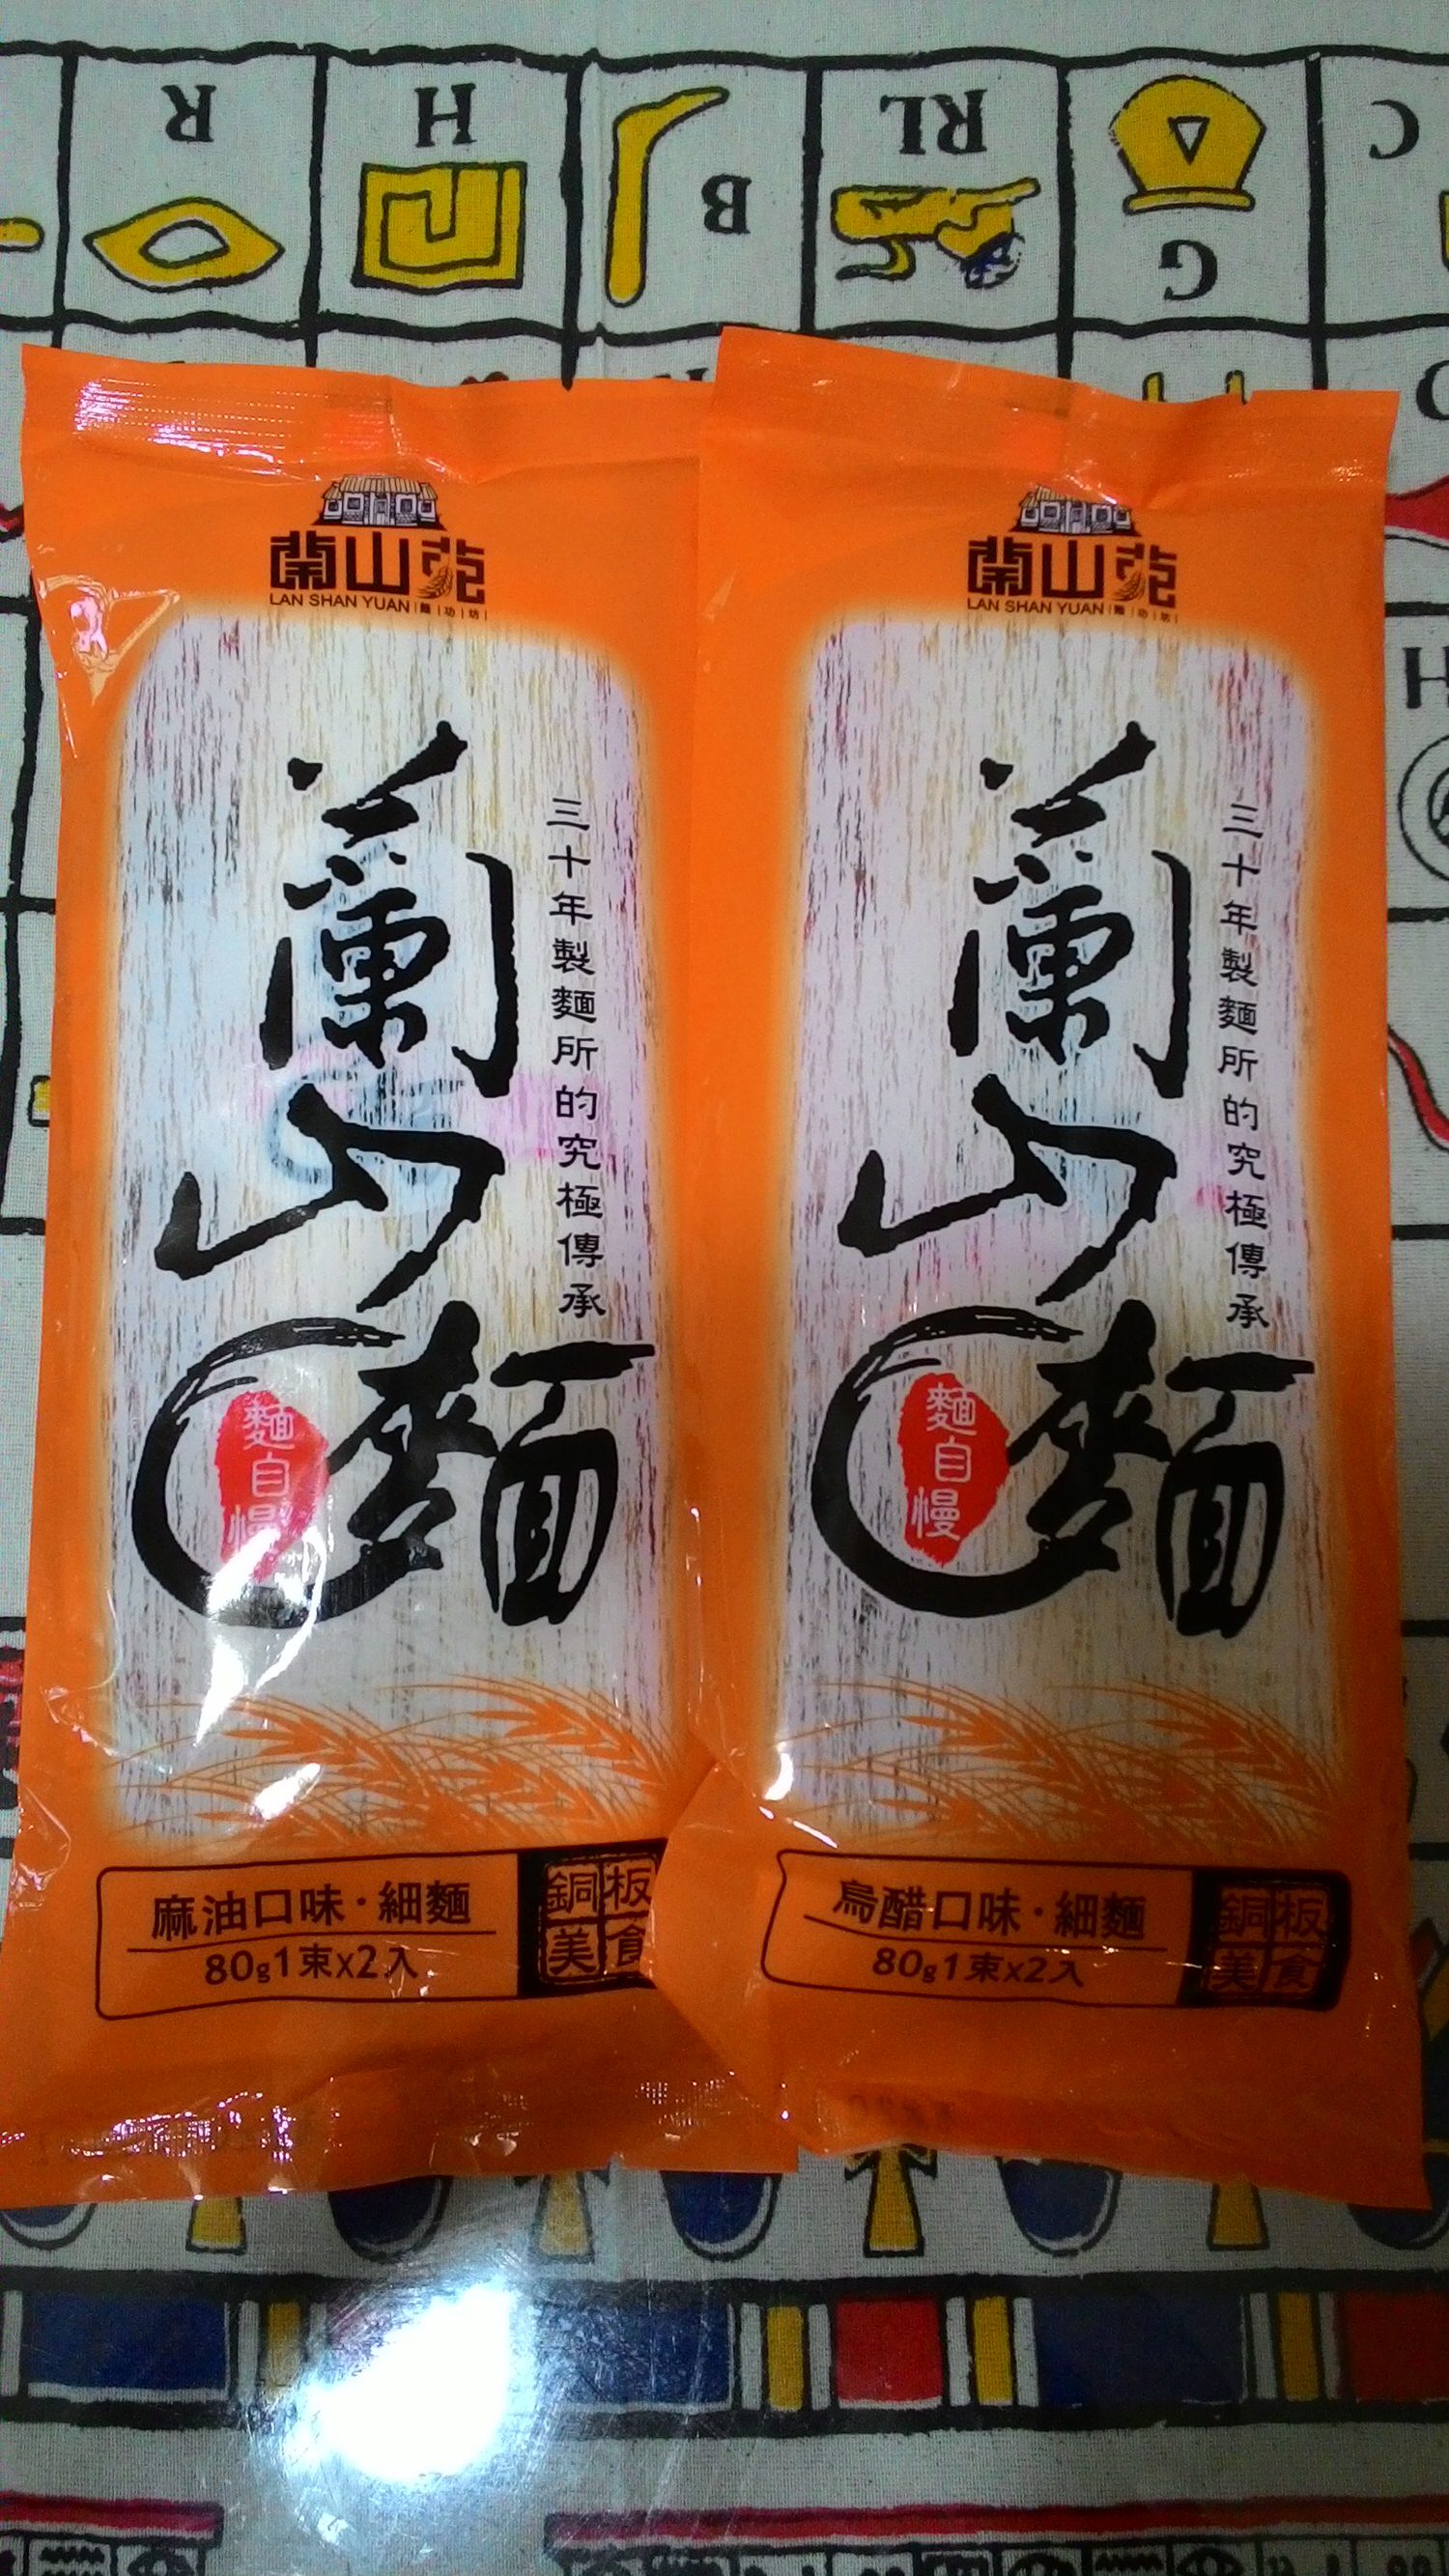 R
H
B
RL
G
C
蘭山苑
LAN SHAN YUAN |麵|功|坊|
蘭山麵
三十年製麵所的究極傳承
麵自慢
麻油口味·細麵
80g1束x2入
銅板
美食
蘭山苑
LAN SHAN YUAN |麵|功|坊|
蘭山麵
三十年製麵所的究極傳承
麵自慢
烏醋口味·細麵
80g1束x2入
銅板
美食
H